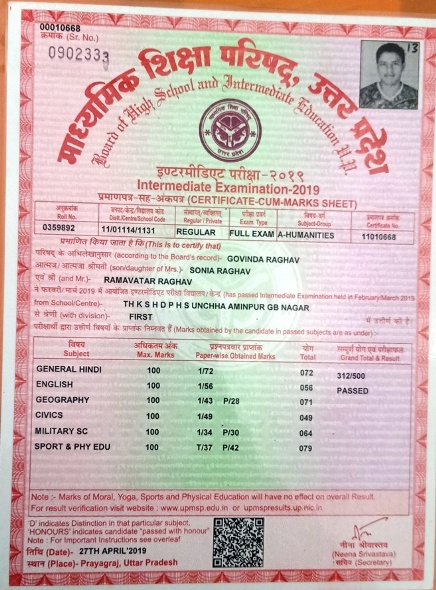 00010668
क्रमांक (Sr. No.)
0902333
13
माध्यमिक शिक्षा परिषद्, उत्तर प्रदेश
Board of High School and Intermediate Education U.P.
इण्टरमीडिएट परीक्षा-२०१९
Intermediate Examination-2019
प्रमाणपत्र-सह-अंकपत्र (CERTIFICATE-CUM-MARKS SHEET)
अनुक्रमांक जनपद/केन्द्र/विद्यालय कोड संस्थागत/व्यक्तिगत परीक्षा प्रकार विषय-वर्ग प्रमाणपत्र क्रमांक
Roll No. Dist./Centre/School Code Regular / Private Exam. Type Subject-Group Certificate No.
0359892 11/01114/1131 REGULAR FULL EXAM A-HUMANITIES 11010668
प्रमाणित किया जाता है कि (This is to certify that)
परिषद् के अभिलेखानुसार (according to the Board's record)- GOVINDA RAGHAV
आत्मज/ आत्मजा श्रीमती (son/daughter of Mrs.)- SONIA RAGHAV
एवं श्री (and Mr.)- RAMAVATAR RAGHAV
ने फरवरी/मार्च 2019 में आयोजित इण्टरमीडिएट परीक्षा विद्यालय/केन्द्र (has passed Intermediate Examination held at February/March 2019
from School/Centre)- TH K S H D P H S UNCHHA AMINPUR GB NAGAR
से श्रेणी (with division)- FIRST उत्तीर्ण की है।
परीक्षार्थी द्वारा उत्तीर्ण विषयों के प्राप्तांक निम्नवत् हैं (Marks obtained by the candidate in passed subjects are as under):-
विषय अधिकतम अंक प्रश्नपत्रवार प्राप्तांक योग सम्पूर्ण योग एवं परीक्षाफल
Subject Max. Marks Paper-wise Obtained Marks Total Grand Total & Result
GENERAL HINDI 100 1/72 072 312/500
ENGLISH 100 1/56 056 PASSED
GEOGRAPHY 100 1/43 P/28 071
CIVICS 100 1/49 049
MILITARY SC 100 1/34 P/30 064
SPORT & PHY EDU 100 T/37 P/42 079
Note :- Marks of Moral, Yoga, Sports and Physical Education will have no effect on overall Result.
For result verification visit website : www.upmsp.edu.in or upmspresults.up.nic.in
'D' indicates Distinction in that particular subject,
'HONOURS' indicates candidate "passed with honour"
Note : For Important Instructions see overleaf
तिथि (Date)- 27TH APRIL'2019
स्थान (Place)- Prayagraj, Uttar Pradesh
नीना श्रीवास्तव
(Neena Srivastava)
सचिव (Secretary)